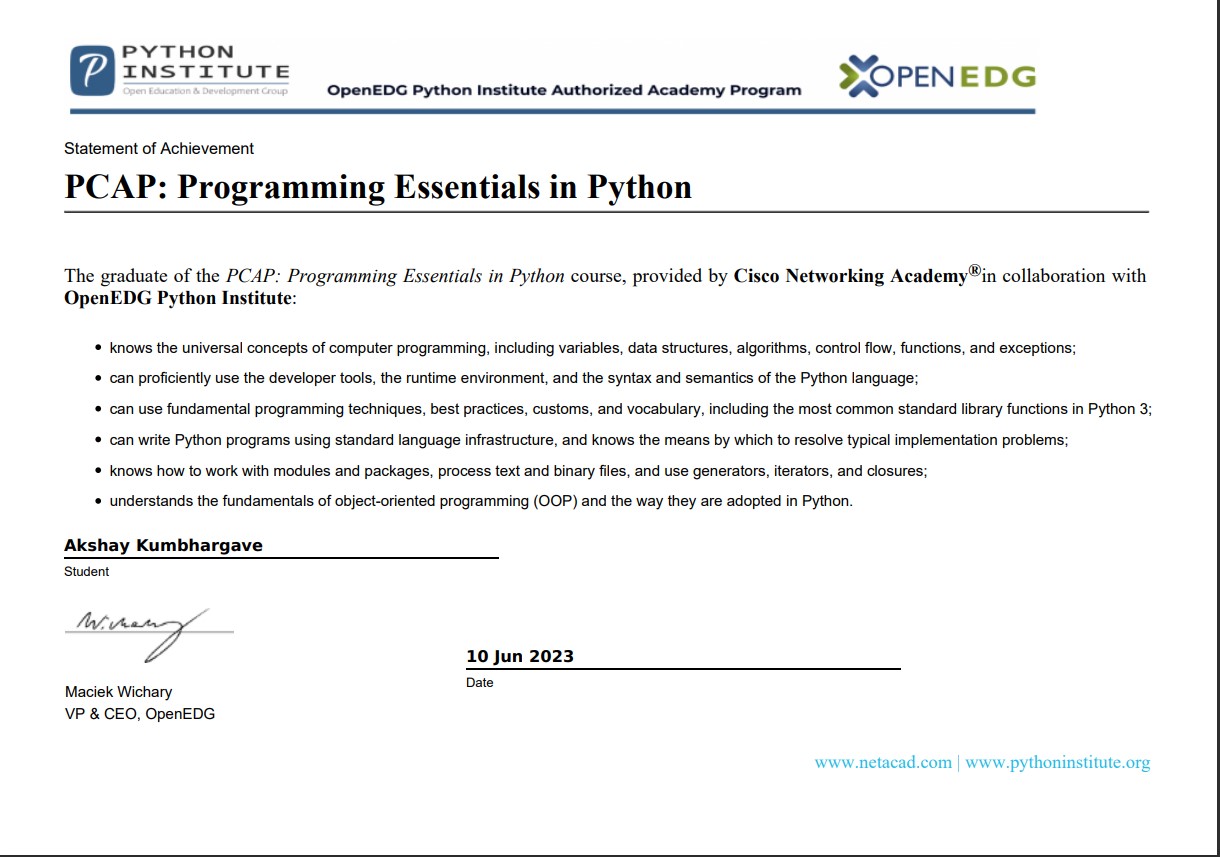 PYTHON
INSTITUTE
Open Education & Development Group
OpenEDG Python Institute Authorized Academy Program
OPENEDG
Statement of Achievement
PCAP: Programming Essentials in Python
The graduate of the PCAP: Programming Essentials in Python course, provided by Cisco Networking Academy®in collaboration with
OpenEDG Python Institute:
• knows the universal concepts of computer programming, including variables, data structures, algorithms, control flow, functions, and exceptions;
• can proficiently use the developer tools, the runtime environment, and the syntax and semantics of the Python language;
• can use fundamental programming techniques, best practices, customs, and vocabulary, including the most common standard library functions in Python 3;
• can write Python programs using standard language infrastructure, and knows the means by which to resolve typical implementation problems;
• knows how to work with modules and packages, process text and binary files, and use generators, iterators, and closures;
• understands the fundamentals of object-oriented programming (OOP) and the way they are adopted in Python.
Akshay Kumbhargave
Student
W.chary
10 Jun 2023
Date
Maciek Wichary
VP & CEO, OpenEDG
www.netacad.com | www.pythoninstitute.org